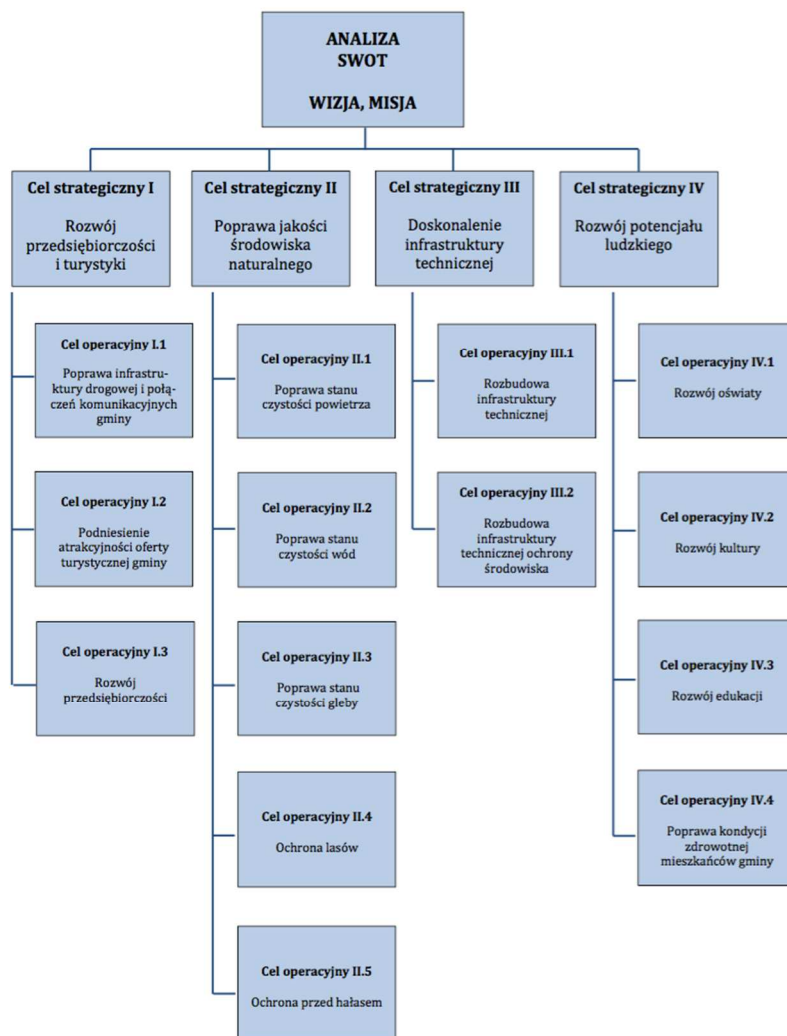 ANALIZA
SWOT
WIZJA, MISJA
Cel strategiczny I
Rozwój
przedsiębiorczości
i turystyki
Cel strategiczny II
Poprawa jakości
środowiska
naturalnego
Cel strategiczny III
Doskonalenie
infrastruktury
technicznej
Cel strategiczny IV
Rozwój potencjału
ludzkiego
Cel operacyjny I.1
Poprawa infrastruk-
tury drogowej i połą-
czeń komunikacyjnych
gminy
Cel operacyjny I.2
Podniesienie
atrakcyjności oferty
turystycznej gminy
Cel operacyjny I.3
Rozwój
przedsiębiorczości
Cel operacyjny II.1
Poprawa stanu
czystości powietrza
Cel operacyjny II.2
Poprawa stanu
czystości wód
Cel operacyjny II.3
Poprawa stanu
czystości gleby
Cel operacyjny II.4
Ochrona lasów
Cel operacyjny II.5
Ochrona przed hałasem
Cel operacyjny III.1
Rozbudowa
infrastruktury
technicznej
Cel operacyjny III.2
Rozbudowa
infrastruktury
technicznej ochrony
środowiska
Cel operacyjny IV.1
Rozwój oświaty
Cel operacyjny IV.2
Rozwój kultury
Cel operacyjny IV.3
Rozwój edukacji
Cel operacyjny IV.4
Poprawa kondycji
zdrowotnej
mieszkańców gminy